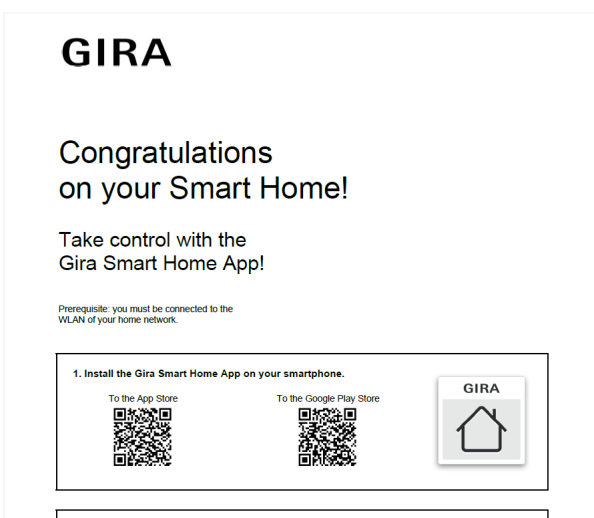 GIRA
Congratulations
on your Smart Home!
Take control with the
Gira Smart Home App!
Prerequisite: you must be connected to the
WLAN of your home network.
1. Install the Gira Smart Home App on your smartphone.
To the App Store
To the Google Play Store
GIRA